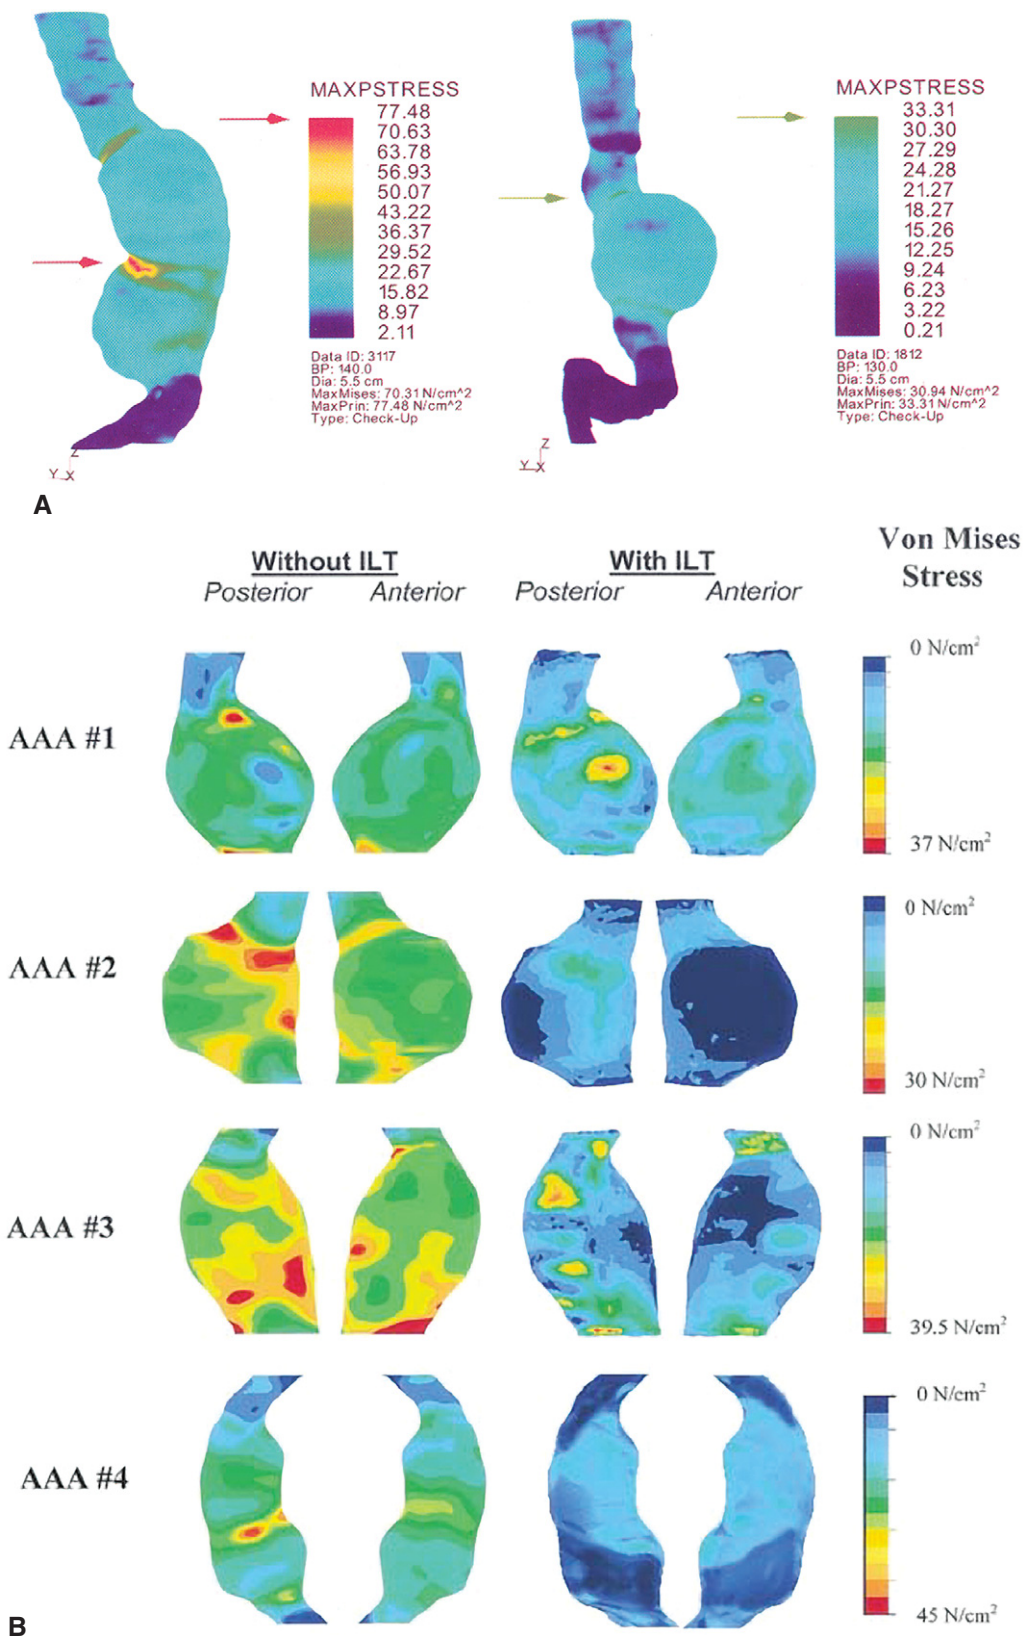 MAXPSTRESS
77.48
70.63
63.78
56.93
50.07
43.22
36.37
29.52
22.67
15.82
8.97
2.11
Data ID: 3117
BP: 140.0
Dia: 5.5 cm
MaxMises: 70.31 N/cm^2
MaxPrin: 77.48 N/cm^2
Type: Check-Up
Z
Y X
MAXPSTRESS
33.31
30.30
27.29
24.28
21.27
18.27
15.26
12.25
9.24
6.23
3.22
0.21
Data ID: 1812
BP: 130.0
Dia: 5.5 cm
MaxMises: 30.94 N/cm^2
MaxPrin: 33.31 N/cm^2
Type: Check-Up
Z
Y X
A
Without ILT
Posterior Anterior
With ILT
Posterior Anterior
Von Mises
Stress
AAA #1
0 N/cm²
37 N/cm²
AAA #2
0 N/cm²
30 N/cm²
AAA #3
0 N/cm²
39.5 N/cm²
AAA #4
0 N/cm²
45 N/cm²
B